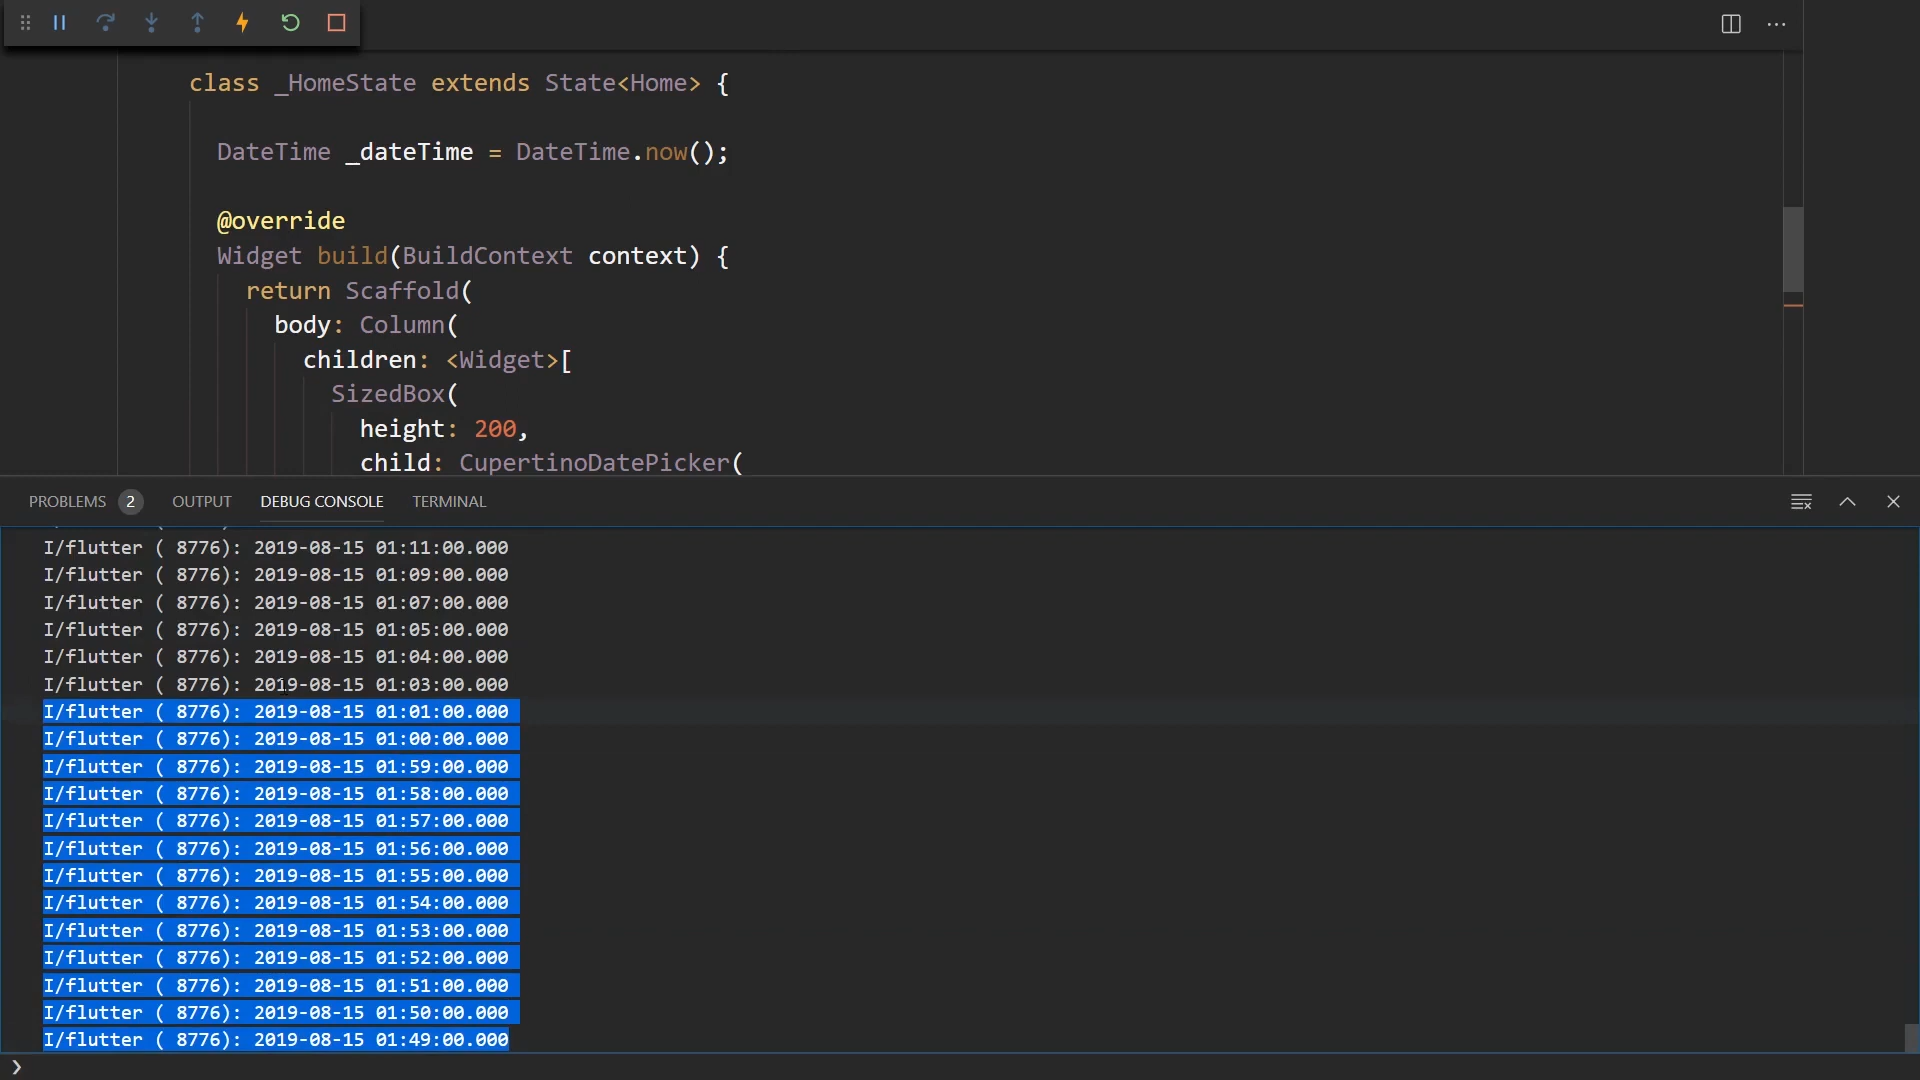 class _HomeState extends State<Home> {
DateTime _dateTime = DateTime.now();
@override
Widget build(BuildContext context) {
return Scaffold(
body: Column(
children: <Widget>[
SizedBox(
height: 200,
child: CupertinoDatePicker(
PROBLEMS 2 OUTPUT DEBUG CONSOLE TERMINAL
I/flutter ( 8776): 2019-08-15 01:11:00.000
I/flutter ( 8776): 2019-08-15 01:09:00.000
I/flutter ( 8776): 2019-08-15 01:07:00.000
I/flutter ( 8776): 2019-08-15 01:05:00.000
I/flutter ( 8776): 2019-08-15 01:04:00.000
I/flutter ( 8776): 2019-08-15 01:03:00.000
I/flutter ( 8776): 2019-08-15 01:01:00.000
I/flutter ( 8776): 2019-08-15 01:00:00.000
I/flutter ( 8776): 2019-08-15 01:59:00.000
I/flutter ( 8776): 2019-08-15 01:58:00.000
I/flutter ( 8776): 2019-08-15 01:57:00.000
I/flutter ( 8776): 2019-08-15 01:56:00.000
I/flutter ( 8776): 2019-08-15 01:55:00.000
I/flutter ( 8776): 2019-08-15 01:54:00.000
I/flutter ( 8776): 2019-08-15 01:53:00.000
I/flutter ( 8776): 2019-08-15 01:52:00.000
I/flutter ( 8776): 2019-08-15 01:51:00.000
I/flutter ( 8776): 2019-08-15 01:50:00.000
I/flutter ( 8776): 2019-08-15 01:49:00.000